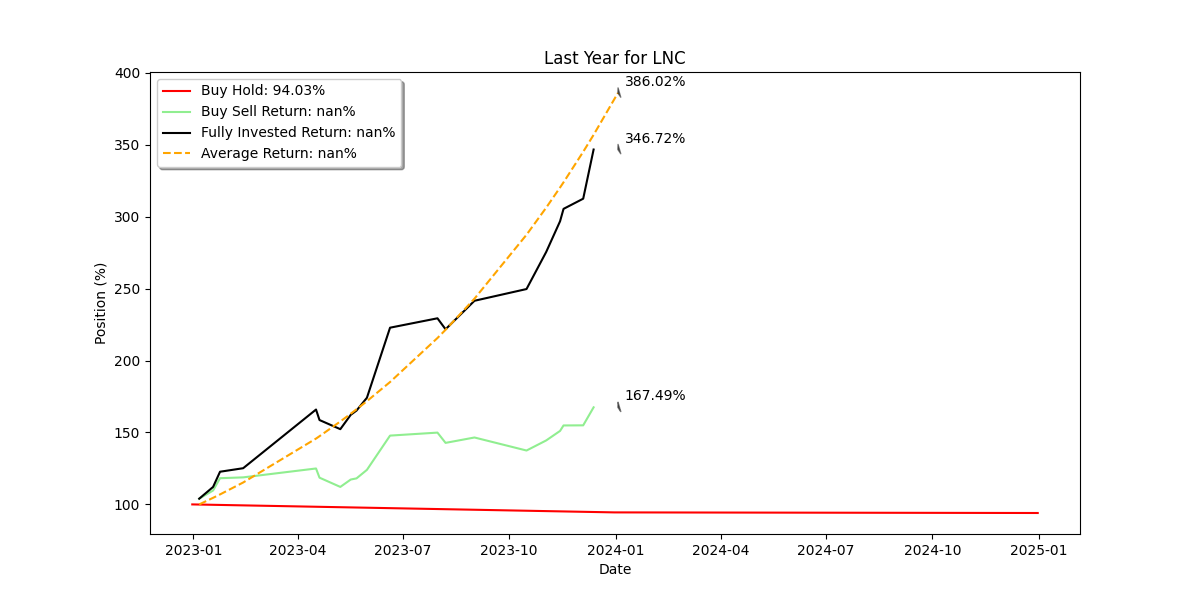 Last Year for LNC
400
386.02%
Buy Hold: 94.03%
Buy Sell Return: nan%
Fully Invested Return: nan%
Average Return: nan%
350
346.72%
300
250
200
167.49%
150
100
Position (%)
2023-01 2023-04 2023-07 2023-10 2024-01 2024-04 2024-07 2024-10 2025-01
Date